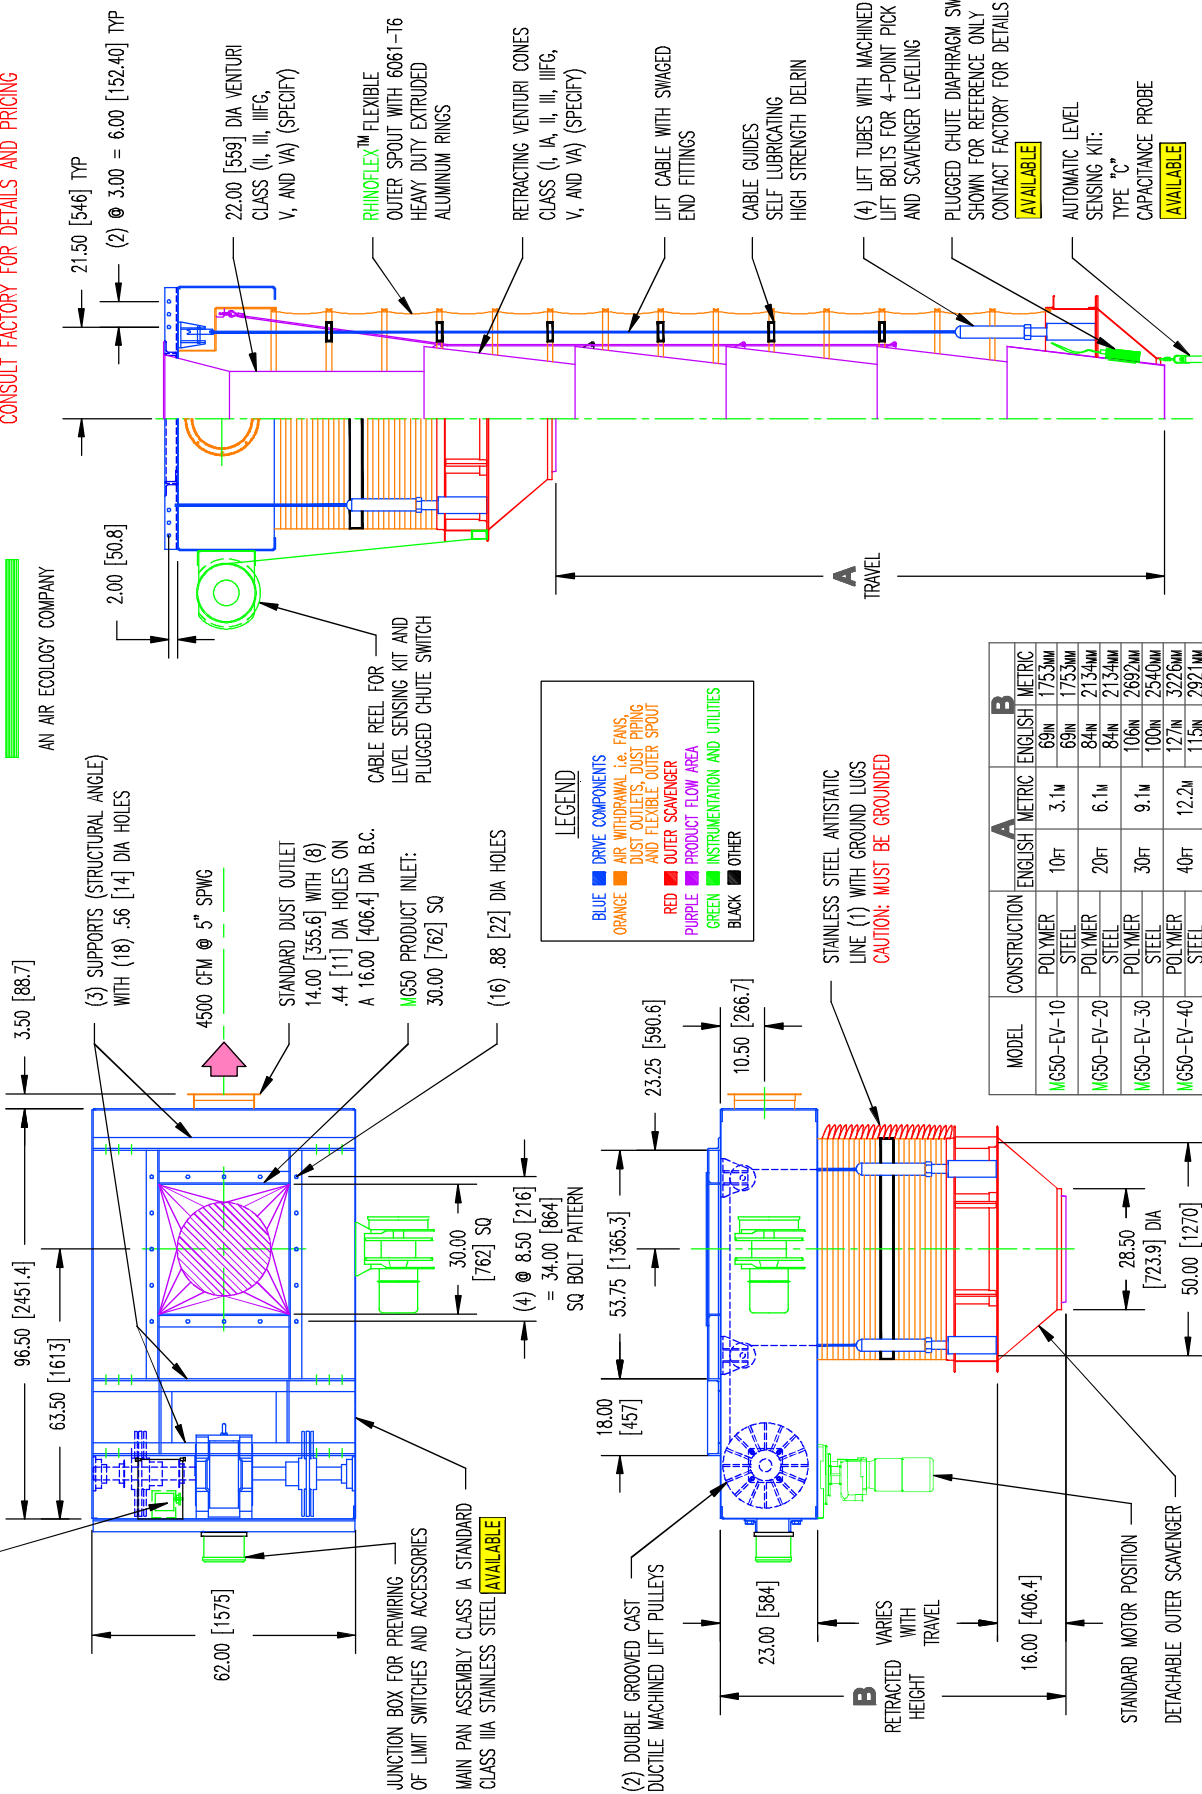 CONSULT FACTORY FOR DETAILS AND PRICING
AN AIR ECOLOGY COMPANY
96.50 [2451.4]
3.50 [88.7]
63.50 [1613]
(3) SUPPORTS (STRUCTURAL ANGLE)
WITH (18) .56 [14] DIA HOLES
4500 CFM @ 5" SPWG
STANDARD DUST OUTLET
14.00 [355.6] WITH (8)
.44 [11] DIA HOLES ON
A 16.00 [406.4] DIA B.C.
MG50 PRODUCT INLET:
30.00 [762] SQ
(16) .88 [22] DIA HOLES
62.00 [1575]
30.00
[762] SQ
(4) @ 8.50 [216]
= 34.00 [864]
SQ BOLT PATTERN
JUNCTION BOX FOR PREWIRING
OF LIMIT SWITCHES AND ACCESSORIES
MAIN PAN ASSEMBLY CLASS IA STANDARD
CLASS IIIA STAINLESS STEEL AVAILABLE
21.50 [546] TYP
(2) @ 3.00 = 6.00 [152.40] TYP
2.00 [50.8]
22.00 [559] DIA VENTURI
CLASS (II, III, IIIFG,
V, AND VA) (SPECIFY)
RHINOFLEX™ FLEXIBLE
OUTER SPOUT WITH 6061-T6
HEAVY DUTY EXTRUDED
ALUMINUM RINGS
RETRACTING VENTURI CONES
CLASS (I, IA, II, III, IIIFG,
V, AND VA) (SPECIFY)
LIFT CABLE WITH SWAGED
END FITTINGS
CABLE GUIDES
SELF LUBRICATING
HIGH STRENGTH DELRIN
(4) LIFT TUBES WITH MACHINED
LIFT BOLTS FOR 4-POINT PICK
AND SCAVENGER LEVELING
PLUGGED CHUTE DAPHRAGM SW
SHOWN FOR REFERENCE ONLY
CONTACT FACTORY FOR DETAILS
AVAILABLE
AUTOMATIC LEVEL
SENSING KIT:
TYPE "C"
CAPACITANCE PROBE
AVAILABLE
CABLE REEL FOR
LEVEL SENSING KIT AND
PLUGGED CHUTE SWITCH
A
TRAVEL
LEGEND
BLUE DRIVE COMPONENTS
ORANGE AIR WITHDRAWAL i.e. FANS,
DUST OUTLETS, DUST PIPING
AND FLEXIBLE OUTER SPOUT
RED OUTER SCAVENGER
PURPLE PRODUCT FLOW AREA
GREEN INSTRUMENTATION AND UTILITIES
BLACK OTHER
(2) DOUBLE GROOVED CAST
DUCTILE MACHINED LIFT PULLEYS
18.00
[457]
53.75 [1365.3]
23.25 [590.6]
10.50 [266.7]
STAINLESS STEEL ANTISTATIC
LINE (1) WITH GROUND LUGS
CAUTION: MUST BE GROUNDED
23.00 [584]
VARIES
WITH
TRAVEL
B
RETRACTED
HEIGHT
16.00 [406.4]
28.50
[723.9] DIA
50.00 [1270]
STANDARD MOTOR POSITION
DETACHABLE OUTER SCAVENGER
A B
MODEL CONSTRUCTION ENGLISH METRIC ENGLISH METRIC
MG50-EV-10 POLYMER 10FT 3.1M 69IN 1753MM
STEEL 69IN 1753MM
MG50-EV-20 POLYMER 20FT 6.1M 84IN 2134MM
STEEL 84IN 2134MM
MG50-EV-30 POLYMER 30FT 9.1M 106IN 2692MM
STEEL 100IN 2540MM
MG50-EV-40 POLYMER 40FT 12.2M 127IN 3226MM
STEEL 115IN 2921MM